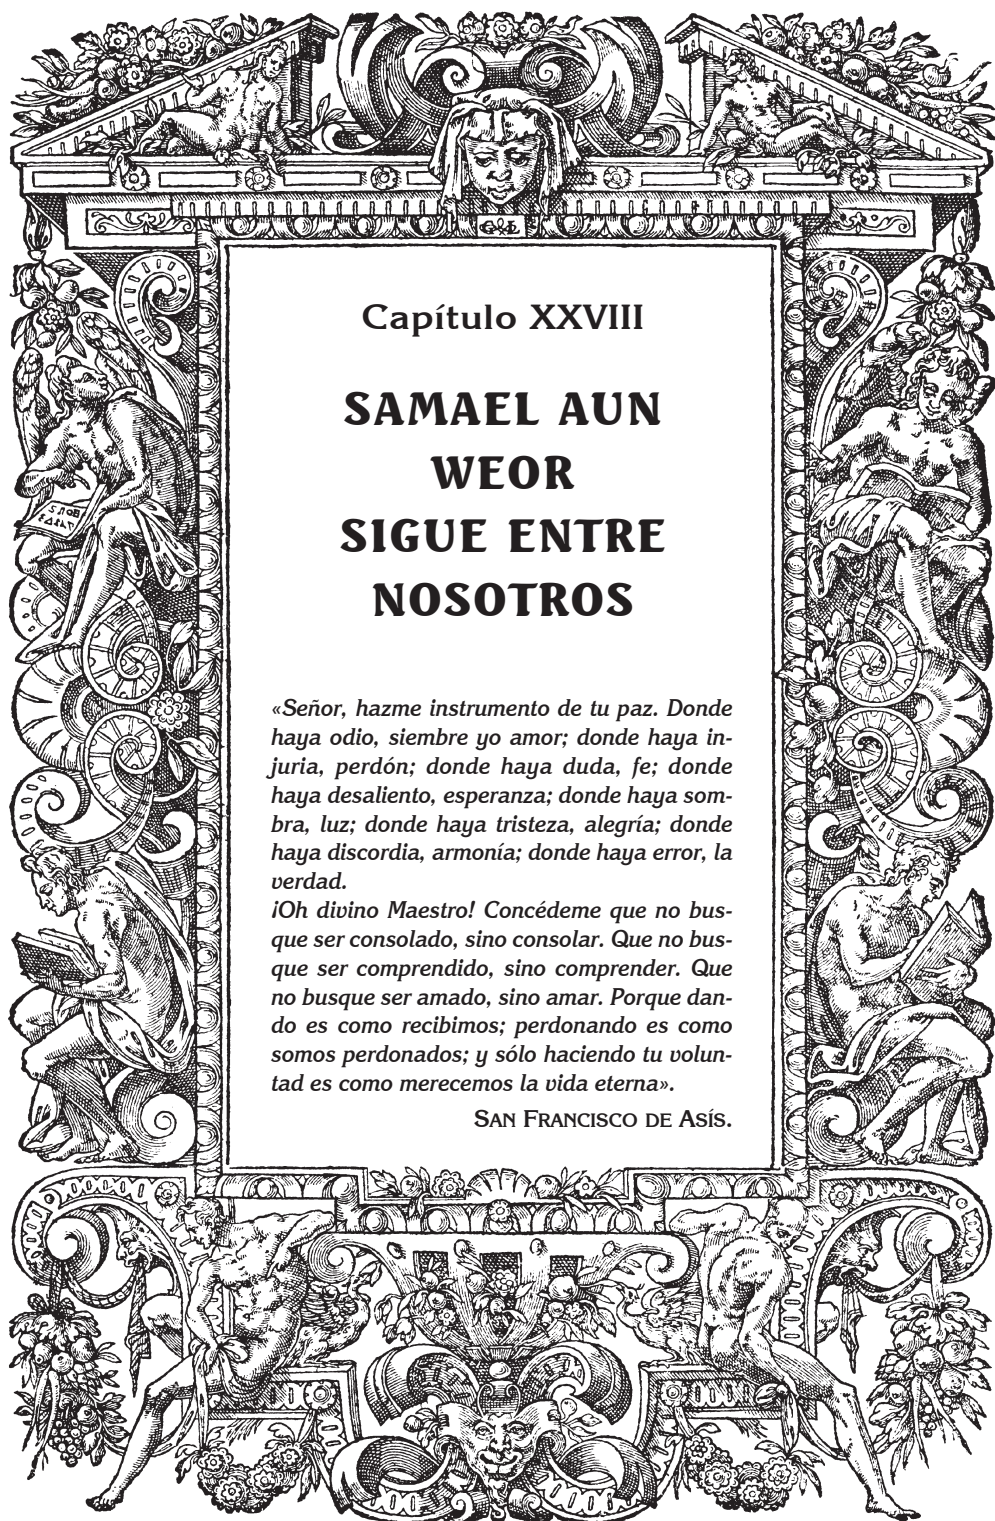 Capítulo XXVIII
SAMAEL AUN
WEOR
SIGUE ENTRE
NOSOTROS
«Señor, hazme instrumento de tu paz. Donde
haya odio, siembre yo amor; donde haya in-
juria, perdón; donde haya duda, fe; donde
haya desaliento, esperanza; donde haya som-
bra, luz; donde haya tristeza, alegría; donde
haya discordia, armonía; donde haya error, la
verdad.
¡Oh divino Maestro! Concédeme que no bus-
que ser consolado, sino consolar. Que no bus-
que ser comprendido, sino comprender. Que
no busque ser amado, sino amar. Porque dan-
do es como recibimos; perdonando es como
somos perdonados; y sólo haciendo tu volun-
tad es como merecemos la vida eterna».
SAN FRANCISCO DE ASÍS.